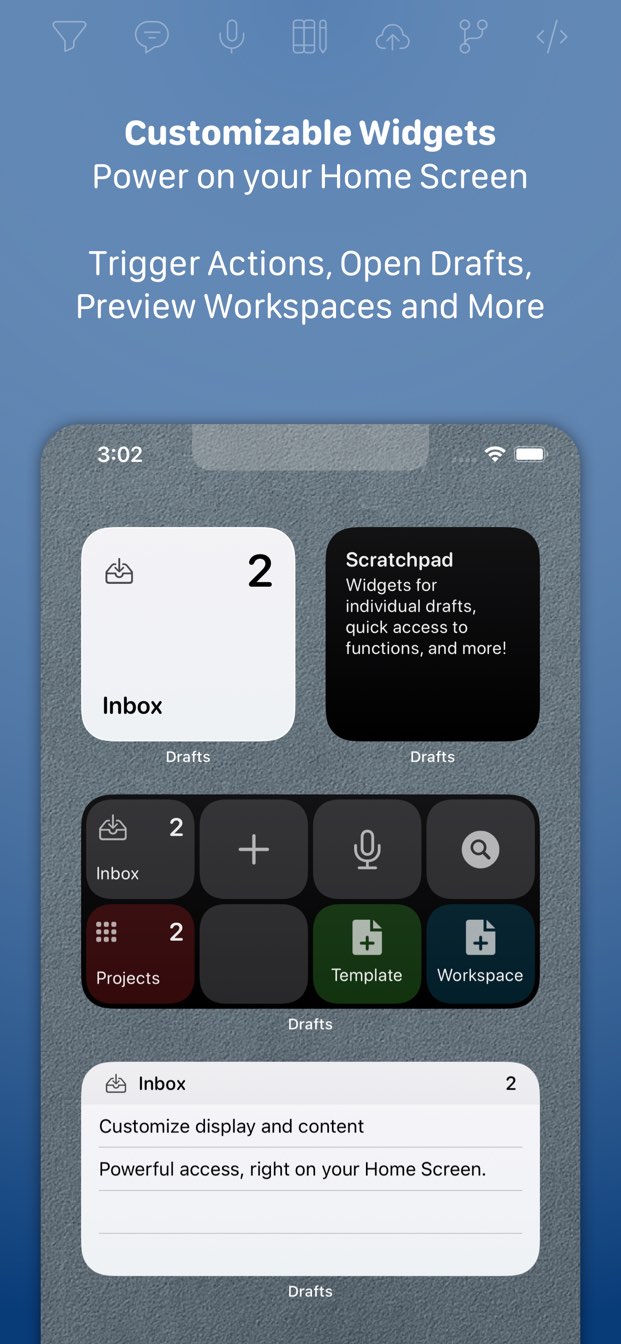 Customizable Widgets
Power on your Home Screen
Trigger Actions, Open Drafts,
Preview Workspaces and More
3:02
2
Inbox
Drafts
Scratchpad
Widgets for
individual drafts,
quick access to
functions, and more!
Drafts
2
Inbox
2
Projects
Template
Workspace
Drafts
Inbox 2
Customize display and content
Powerful access, right on your Home Screen.
Drafts